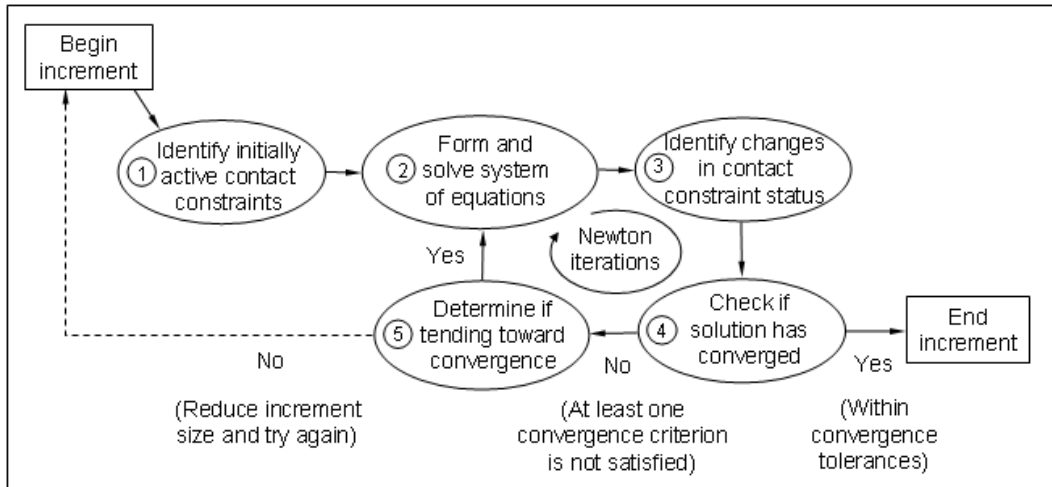 Begin
increment
1
Identify initially
active contact
constraints
2
Form and
solve system
of equations
3
Identify changes
in contact
constraint status
Newton
iterations
Yes
5
Determine if
tending toward
convergence
4
Check if
solution has
converged
End
increment
No
No
Yes
(Reduce increment
size and try again)
(At least one
convergence criterion
is not satisfied)
(Within
convergence
tolerances)